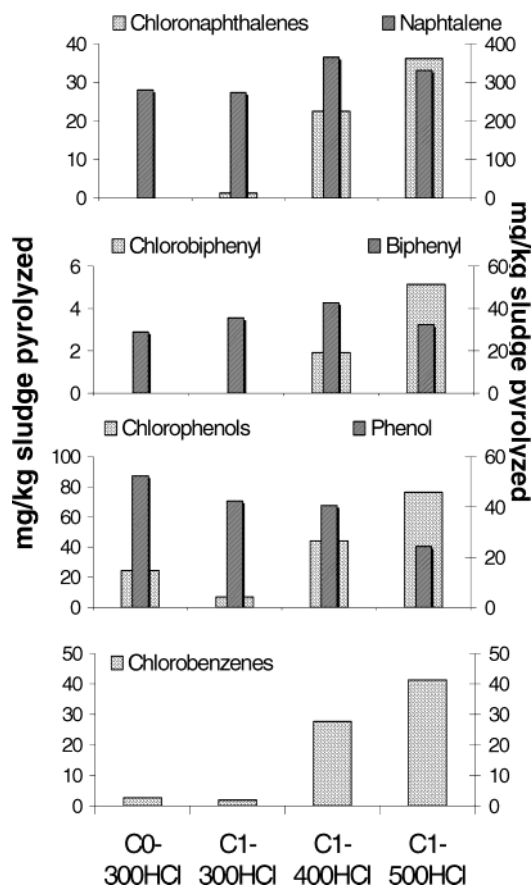 Chloronaphthalenes Naphtalene
40 400
30 300
20 200
10 100
0 0
Chlorobiphenyl Biphenyl
6 60
4 40
2 20
0 0
Chlorophenols Phenol
100 60
80
60 40
40 20
20
0 0
Chlorobenzenes
50 50
40 40
30 30
20 20
10 10
0 0
C0- C1- C1- C1-
300HCl 300HCl 400HCl 500HCl
mg/kg sludge pyrolyzed
mg/kg sludge pyrolyzed